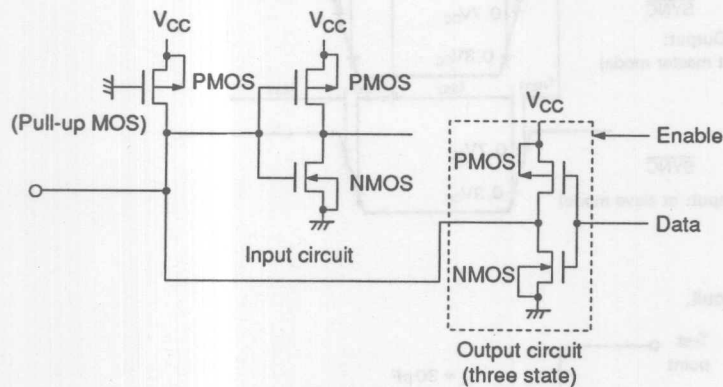 VCC
VCC
PMOS
PMOS
(Pull-up MOS)
VCC
Enable
PMOS
NMOS
Data
Input circuit
NMOS
Output circuit
(three state)